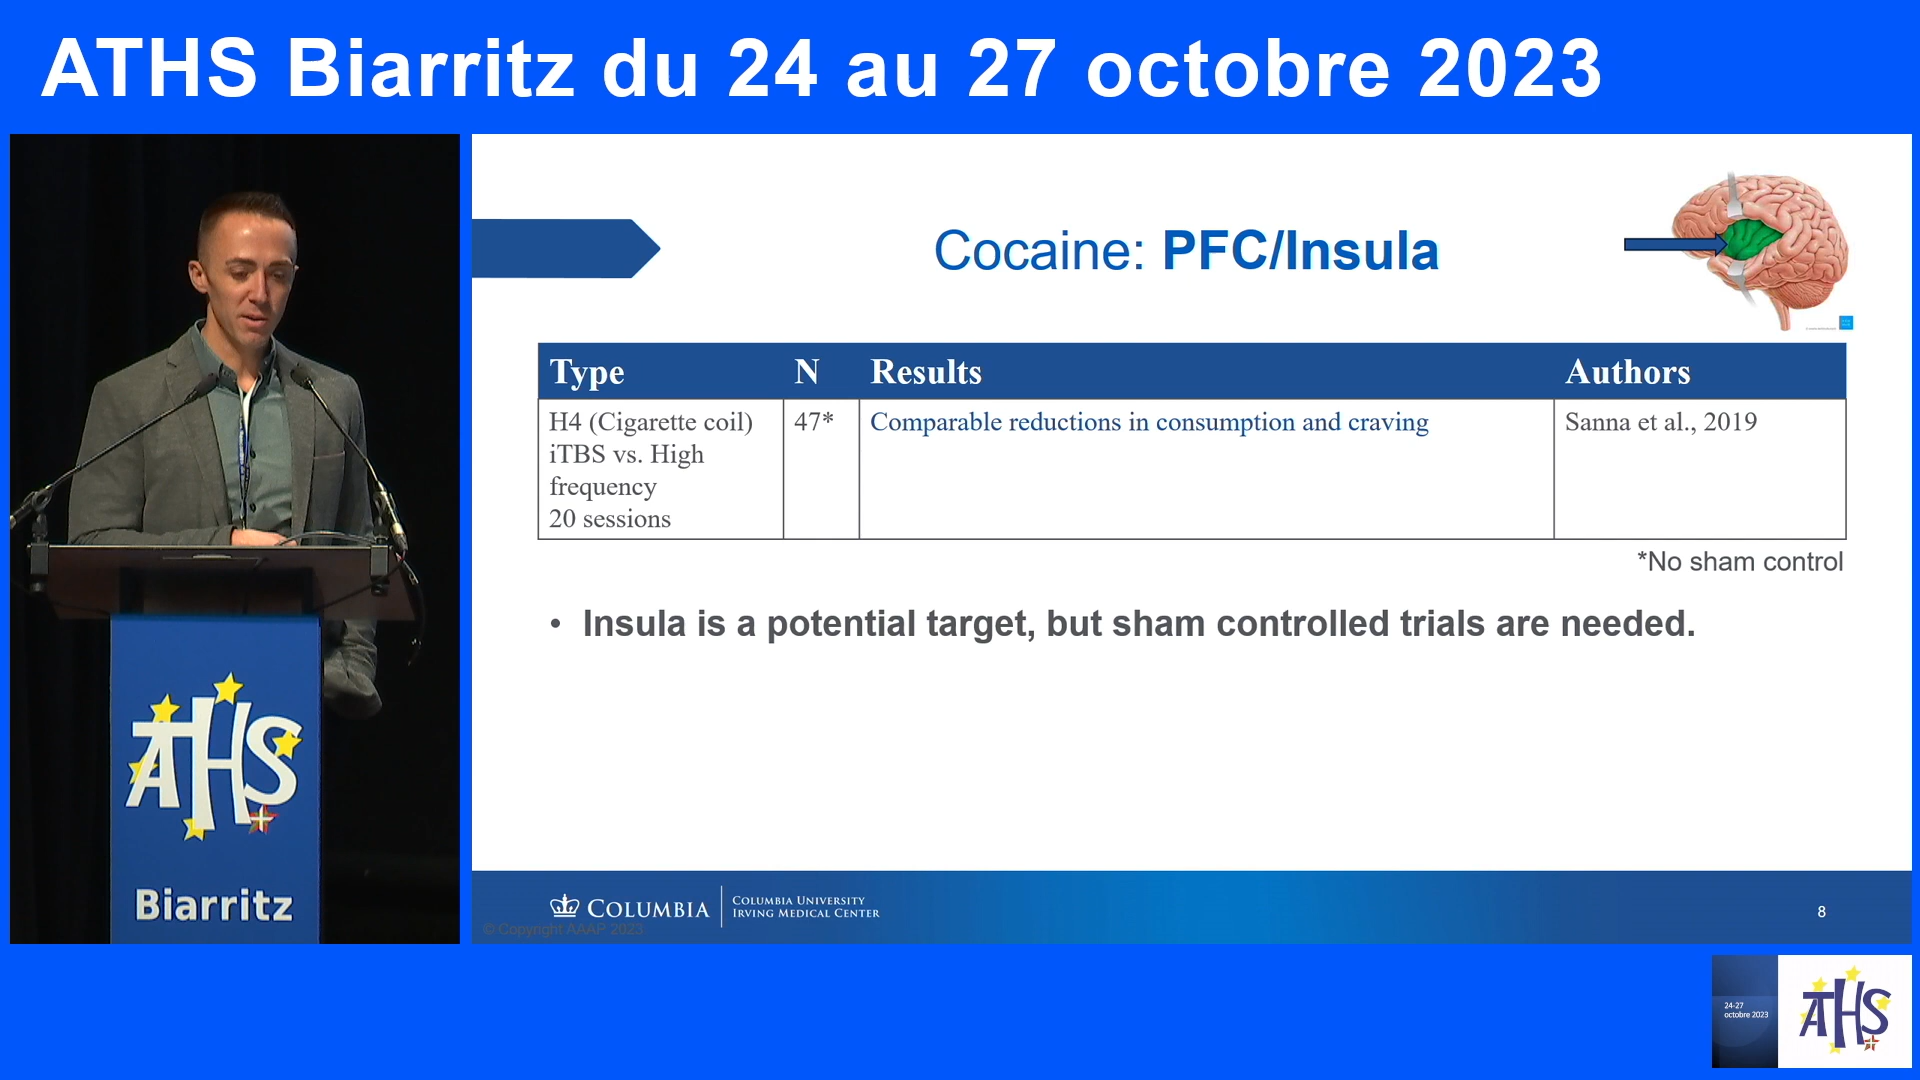 ATHS Biarritz du 24 au 27 octobre 2023
Cocaine: PFC/Insula
Type N Results Authors
H4 (Cigarette coil) 47* Comparable reductions in consumption and craving Sanna et al., 2019
iTBS vs. High
frequency
20 sessions
*No sham control
• Insula is a potential target, but sham controlled trials are needed.
COLUMBIA
COLUMBIA UNIVERSITY
IRVING MEDICAL CENTER
© Copyright AAAP 2023
8
ATHS
Biarritz
24-27
octobre 2023
ATHS